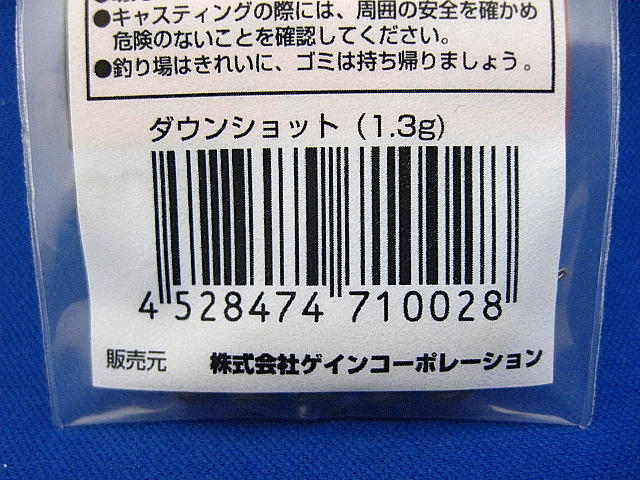 ●キャスティングの際には、周囲の安全を確かめ
危険のないことを確認してください。
●釣り場はきれいに、ゴミは持ち帰りましょう。
ダウンショット（1.3g）
4 528474 710028
販売元 株式会社ゲインコーポレーション